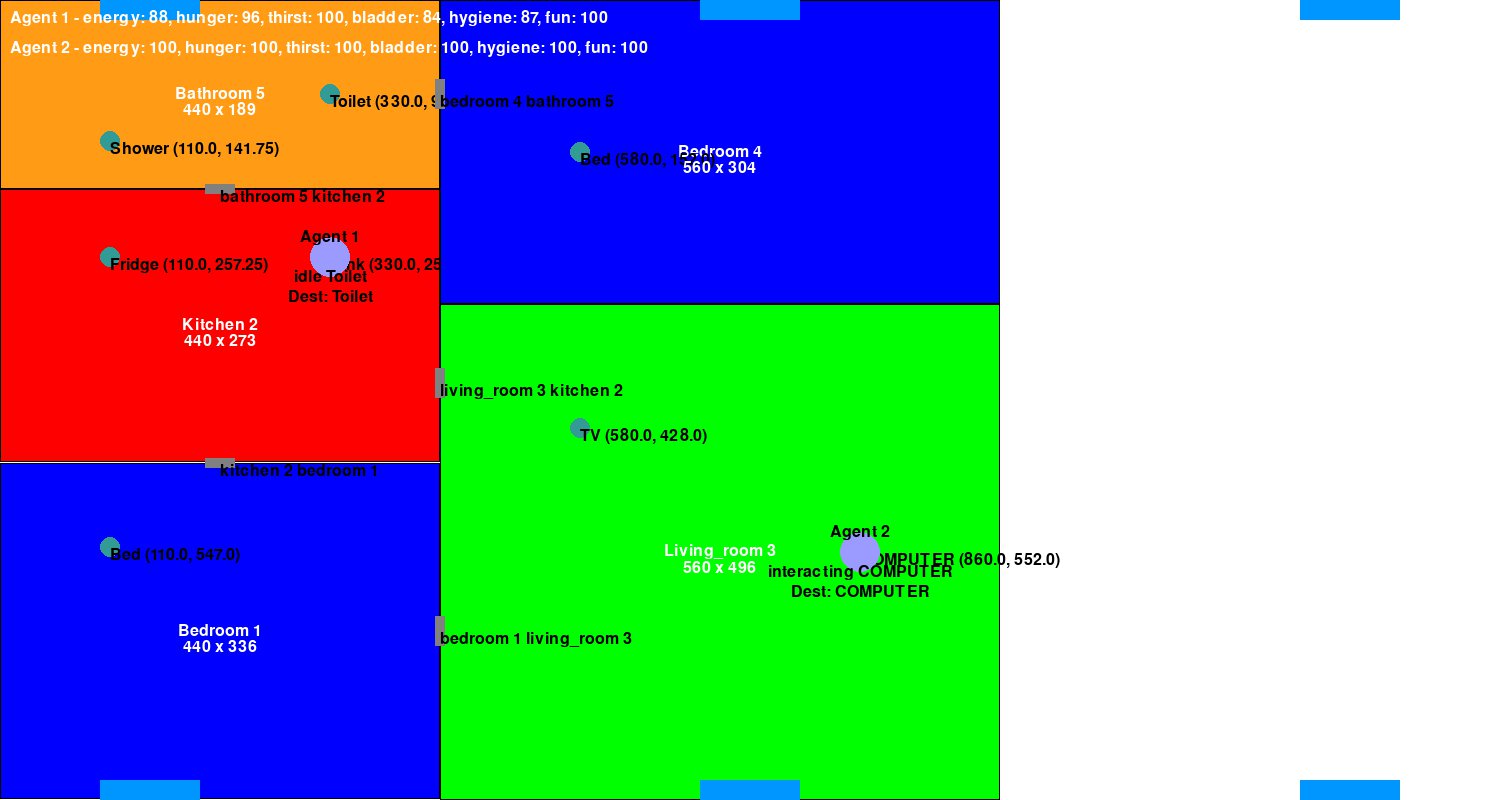 Agent 1 - energy: 88, hunger: 96, thirst: 100, bladder: 84, hygiene: 87, fun: 100
Agent 2 - energy: 100, hunger: 100, thirst: 100, bladder: 100, hygiene: 100, fun: 100
Bathroom 5
440 x 189
Toilet (330.0,
bedroom 4 bathroom 5
Shower (110.0, 141.75)
Bed (580.0,
Bedroom 4
560 x 304
bathroom 5 kitchen 2
Agent 1
Fridge (110.0, 257.25)
(330.0,
idle Toilet
Dest: Toilet
Kitchen 2
440 x 273
living_room 3 kitchen 2
TV (580.0, 428.0)
kitchen 2 bedroom 1
Bed (110.0, 547.0)
Agent 2
Living_room 3
560 x 496
COMPUTER (860.0, 552.0)
interacting COMPUTER
Dest: COMPUTER
Bedroom 1
440 x 336
bedroom 1 living_room 3